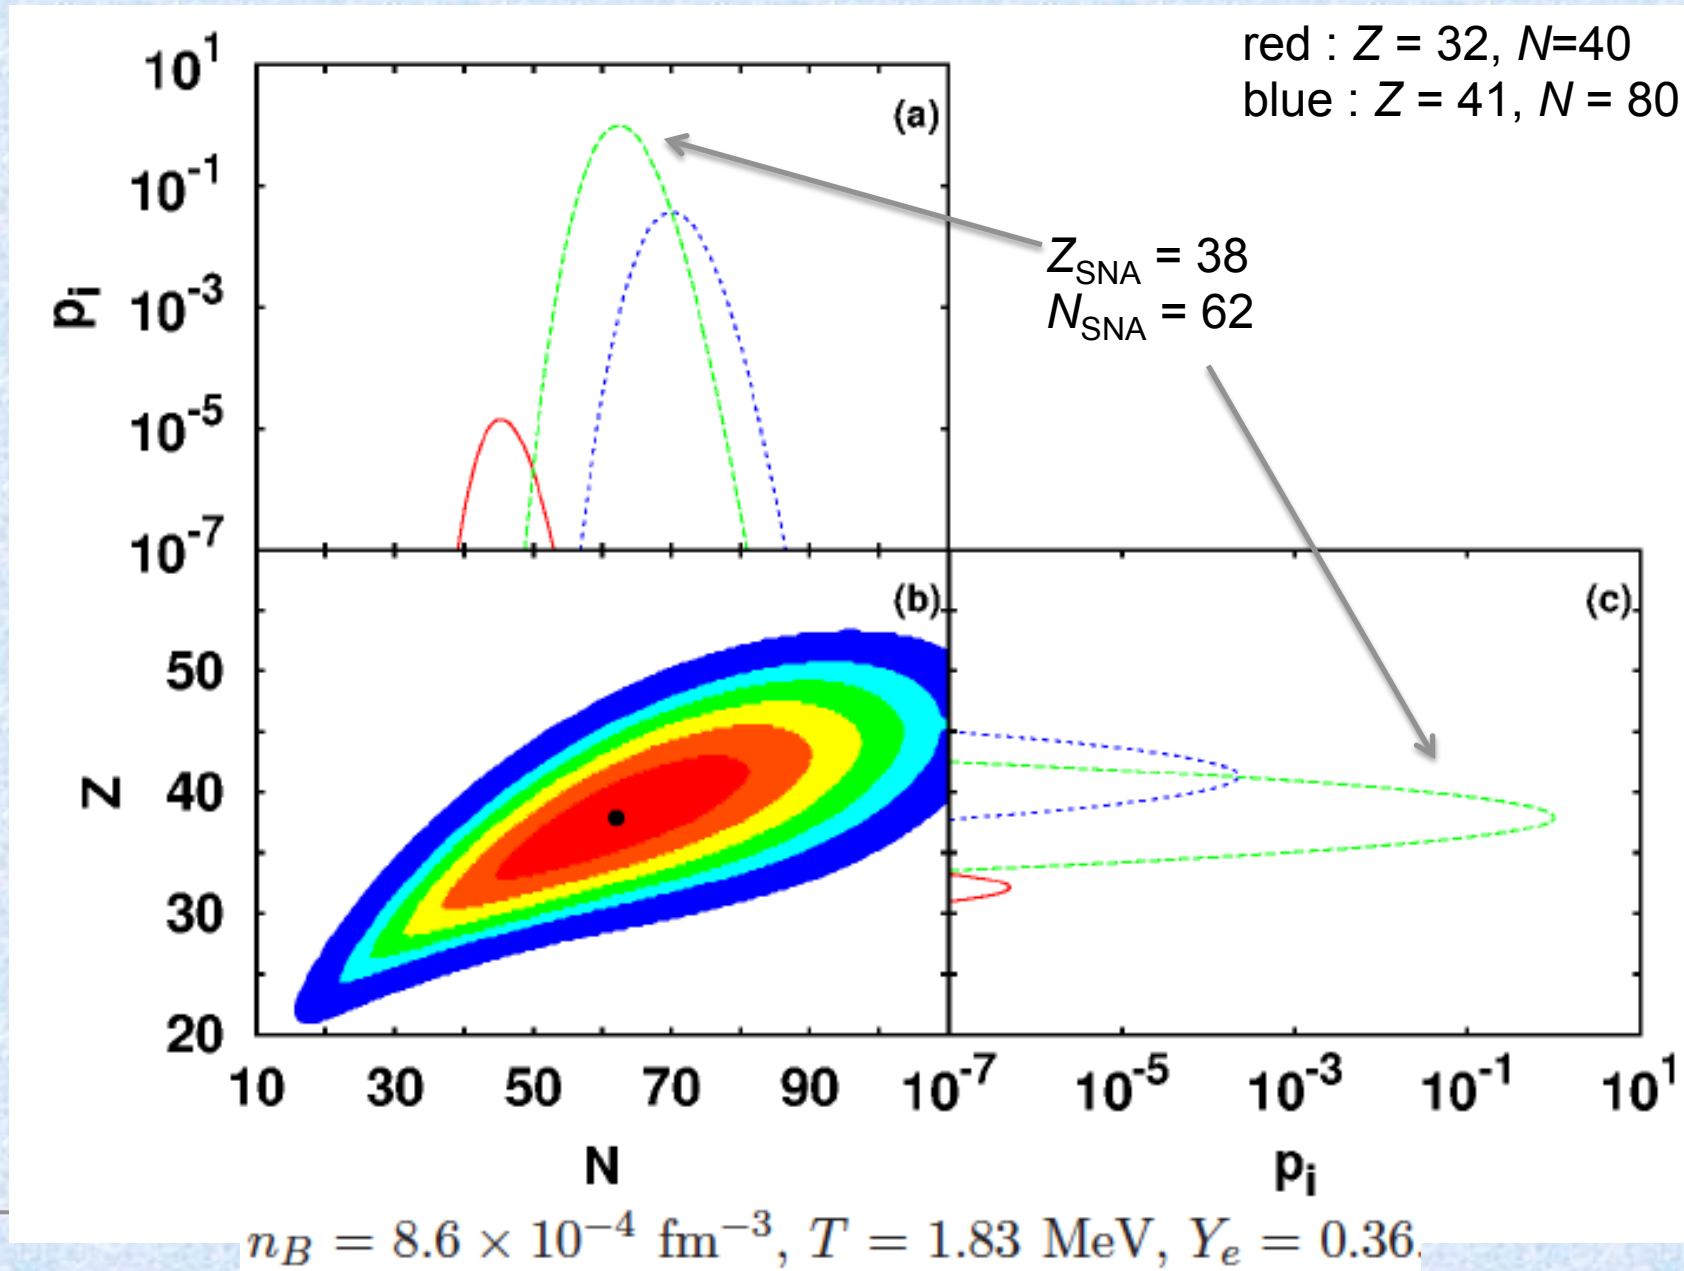 red : Z = 32, N=40
blue : Z = 41, N = 80
10^1
10^-1
10^-3
10^-5
10^-7
p_i
(a)
Z_SNA = 38
N_SNA = 62
(b)
(c)
50
40
30
20
Z
10 30 50 70 90 10^-7 10^-5 10^-3 10^-1 10^1
N
p_i
n_B = 8.6 × 10^−4 fm^−3, T = 1.83 MeV, Y_e = 0.36.